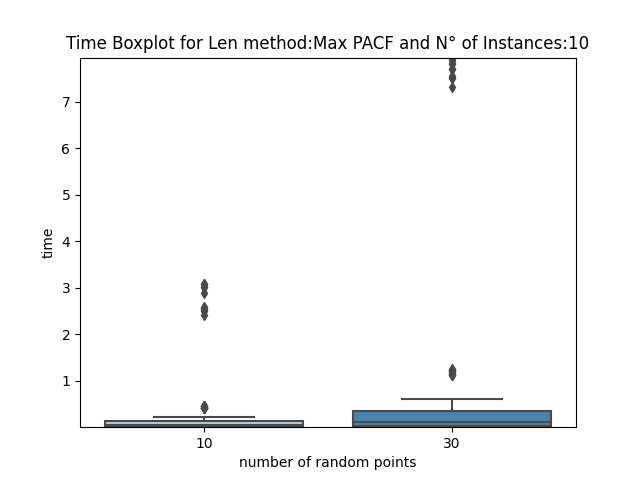 Time Boxplot for Len method:Max PACF and N° of Instances:10
7
6
5
4
3
2
1
time
10 30
number of random points